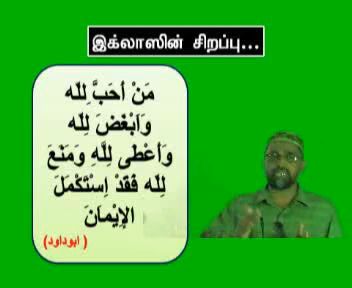 இக்லாஸின் சிறப்பு...
مَنْ أَحَبَّ لِلّٰه
وَأَبْغَضَ لِلّٰه
وَأَعْطَى لِلّٰهِ وَمَنَعَ
لِلّٰه فَقَدْ اِسْتَكْمَلَ
الإِيْمَانَ
( ابوداود)